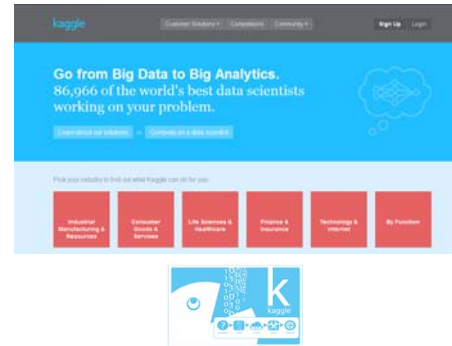 kaggle
Customer Solutions Competitions Community Sign Up Login
Go from Big Data to Big Analytics.
86,966 of the world's best data scientists
working on your problem.
Learn about our solutions or Compete as a data scientist
Pick your industry to find out what Kaggle can do for you:
Industrial Manufacturing & Resources
Consumer Goods & Services
Life Sciences & Healthcare
Finance & Insurance
Technology & Internet
By Function
k
kaggle